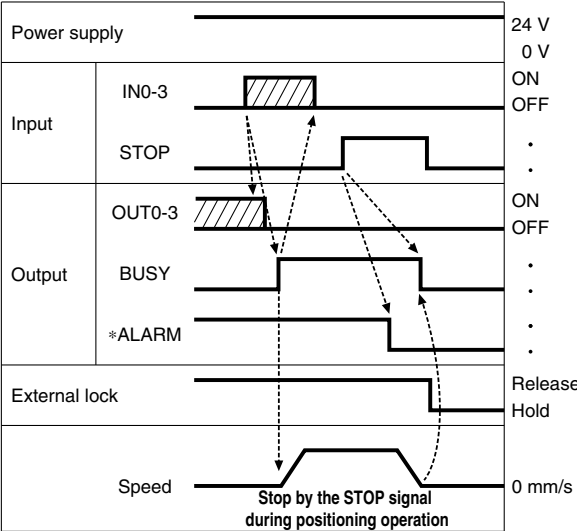 Power supply
24 V
0 V
Input
IN0-3
ON
OFF
STOP
Output
OUT0-3
ON
OFF
BUSY
*ALARM
External lock
Release
Hold
Speed
0 mm/s
Stop by the STOP signal
during positioning operation